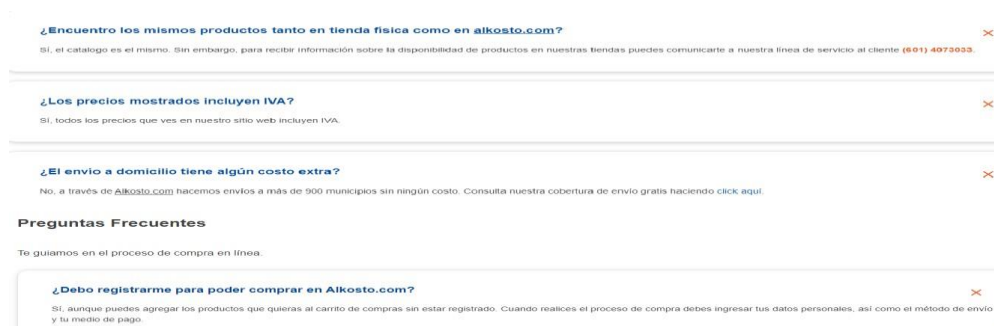 ¿Encuentro los mismos productos tanto en tienda física como en alkosto.com?
Sí, el catalogo es el mismo. Sin embargo, para recibir información sobre la disponibilidad de productos en nuestras tiendas puedes comunicarte a nuestra línea de servicio al cliente (601) 4073033.
¿Los precios mostrados incluyen IVA?
Sí, todos los precios que ves en nuestro sitio web incluyen IVA.
¿El envío a domicilio tiene algún costo extra?
No, a través de Alkosto.com hacemos envíos a más de 900 municipios sin ningún costo. Consulta nuestra cobertura de envío gratis haciendo click aquí.
Preguntas Frecuentes
Te guiamos en el proceso de compra en línea.
¿Debo registrarme para poder comprar en Alkosto.com?
Sí, aunque puedes agregar los productos que quieras al carrito de compras sin estar registrado. Cuando realices el proceso de compra debes ingresar tus datos personales, así como el método de envío
y tu medio de pago.